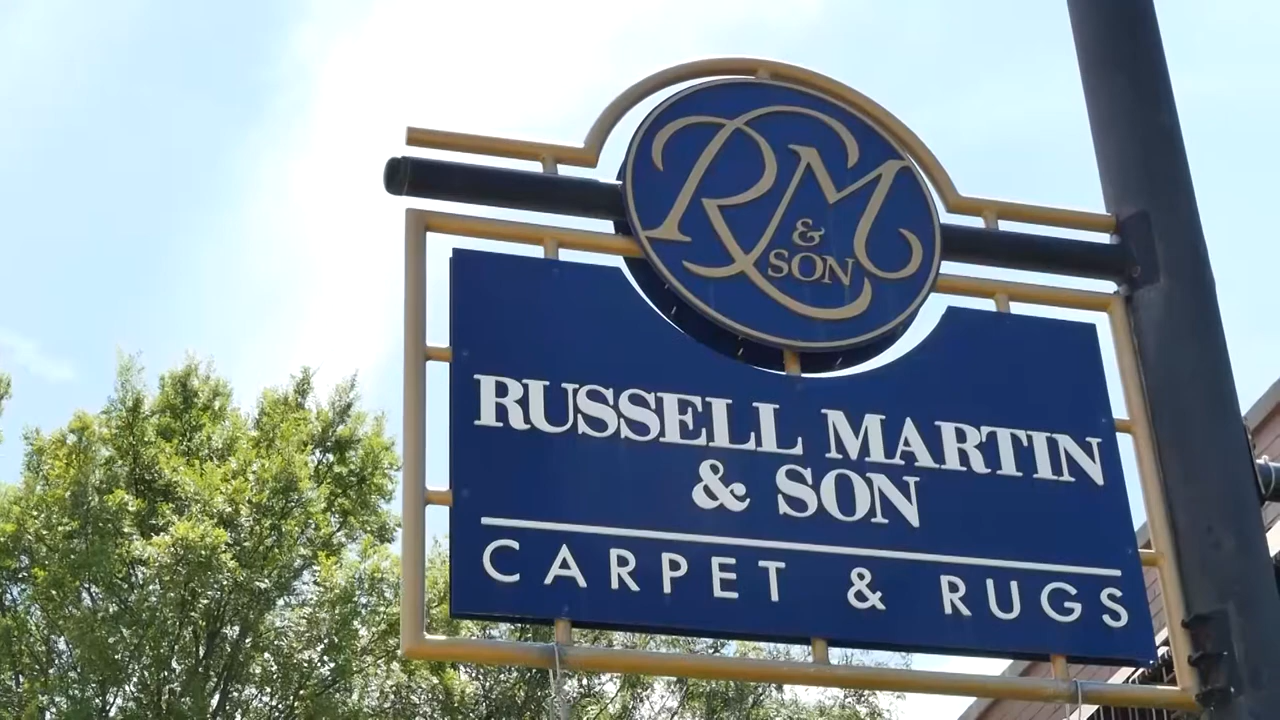 RM
& 
SON
RUSSELL MARTIN
& SON
CARPET & RUGS